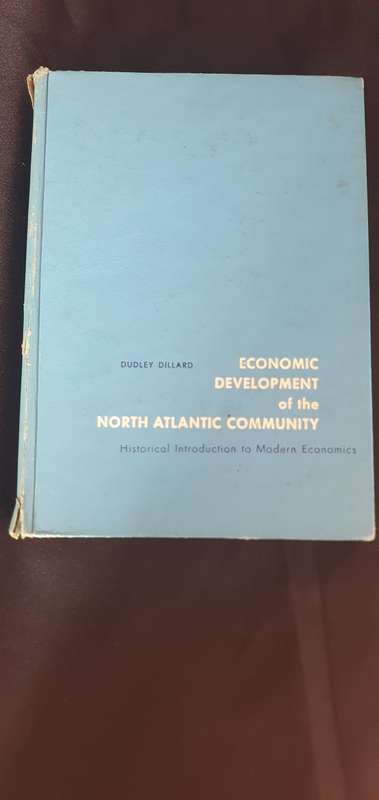 DUDLEY DILLARD
ECONOMIC
DEVELOPMENT
of the
NORTH ATLANTIC COMMUNITY
Historical Introduction to Modern Economics